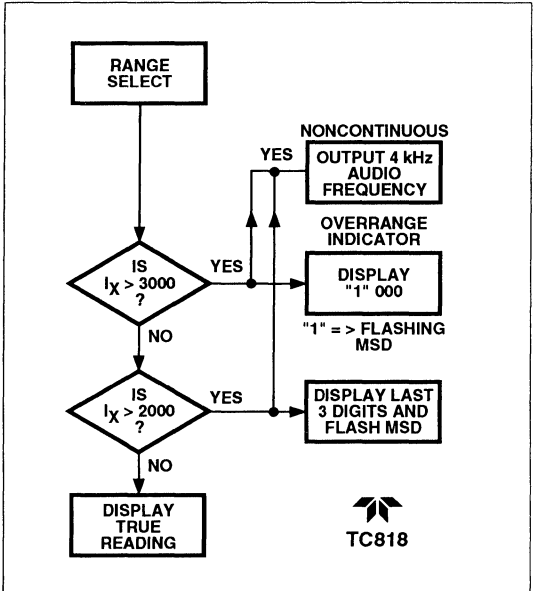 RANGE
SELECT
NONCONTINUOUS
YES
OUTPUT 4 kHz
AUDIO
FREQUENCY
OVERRANGE
INDICATOR
IS
IX > 3000
?
YES
DISPLAY
"1" 000
"1" = > FLASHING
MSD
NO
IS
IX > 2000
?
YES
DISPLAY LAST
3 DIGITS AND
FLASH MSD
NO
DISPLAY
TRUE
READING
TC818